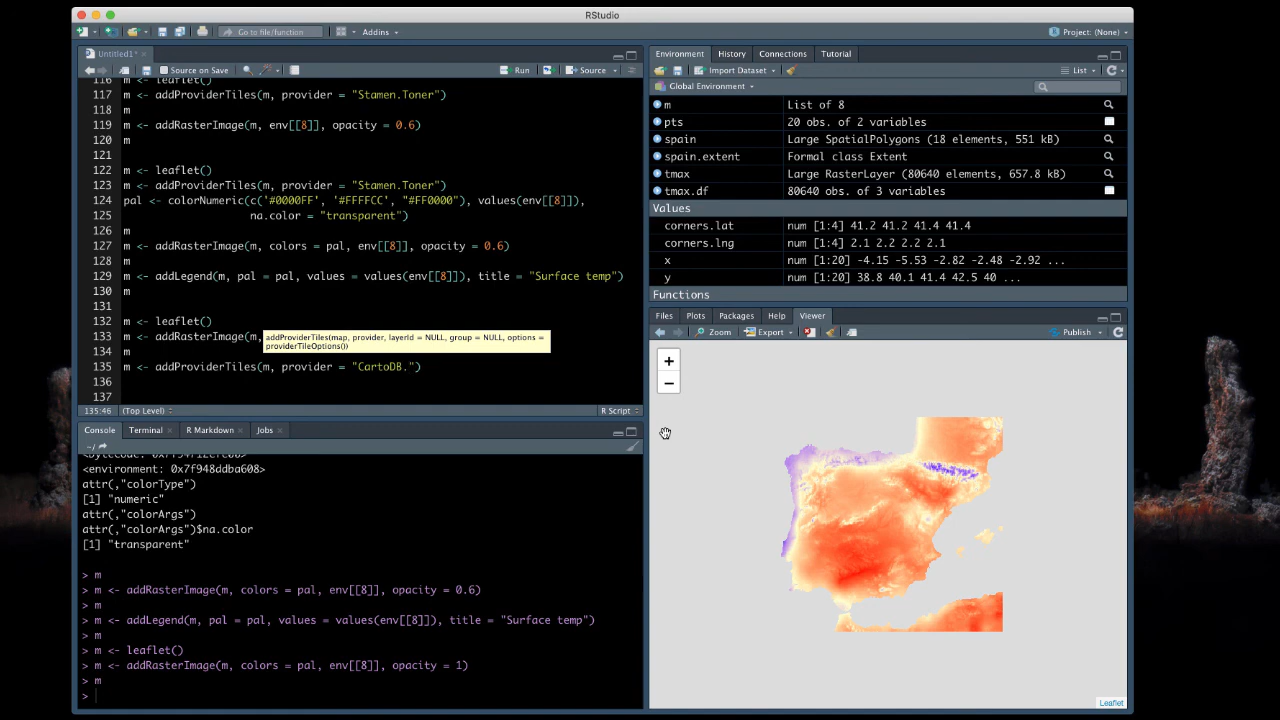 RStudio
Go to file/function
Addins
Project: (None)
Untitled1*
Source on Save
Run
Source
116 m <- leaflet()
117 m <- addProviderTiles(m, provider = "Stamen.Toner")
118 m
119 m <- addRasterImage(m, env[[8]], opacity = 0.6)
120 m
121
122 m <- leaflet()
123 m <- addProviderTiles(m, provider = "Stamen.Toner")
124 pal <- colorNumeric(c('#0000FF', '#FFFFCC', "#FF0000"), values(env[[8]]),
125 na.color = "transparent")
126 m
127 m <- addRasterImage(m, colors = pal, env[[8]], opacity = 0.6)
128 m
129 m <- addLegend(m, pal = pal, values = values(env[[8]]), title = "Surface temp")
130 m
131
132 m <- leaflet()
133 m <- addRasterImage(m,
addProviderTiles(map, provider, layerId = NULL, group = NULL, options =
providerTileOptions())
134 m
135 m <- addProviderTiles(m, provider = "CartoDB.")
136
137
135:46 (Top Level) R Script
Console Terminal R Markdown Jobs
~/
<environment: 0x7f948ddba608>
attr(,"colorType")
[1] "numeric"
attr(,"colorArgs")
attr(,"colorArgs")$na.color
[1] "transparent"
> m
> m <- addRasterImage(m, colors = pal, env[[8]], opacity = 0.6)
> m
> m <- addLegend(m, pal = pal, values = values(env[[8]]), title = "Surface temp")
> m
> m <- leaflet()
> m <- addRasterImage(m, colors = pal, env[[8]], opacity = 1)
> m
>
Environment History Connections Tutorial
Import Dataset List
Global Environment
m List of 8
pts 20 obs. of 2 variables
spain Large SpatialPolygons (18 elements, 551 kB)
spain.extent Formal class Extent
tmax Large RasterLayer (80640 elements, 657.8 kB)
tmax.df 80640 obs. of 3 variables
Values
corners.lat num [1:4] 41.2 41.2 41.4 41.4
corners.lng num [1:4] 2.1 2.2 2.2 2.1
x num [1:20] -4.15 -5.53 -2.82 -2.48 -2.92 ...
y num [1:20] 38.8 40.1 41.4 42.5 40 ...
Functions
Files Plots Packages Help Viewer
Zoom Export Publish
+
−
Leaflet